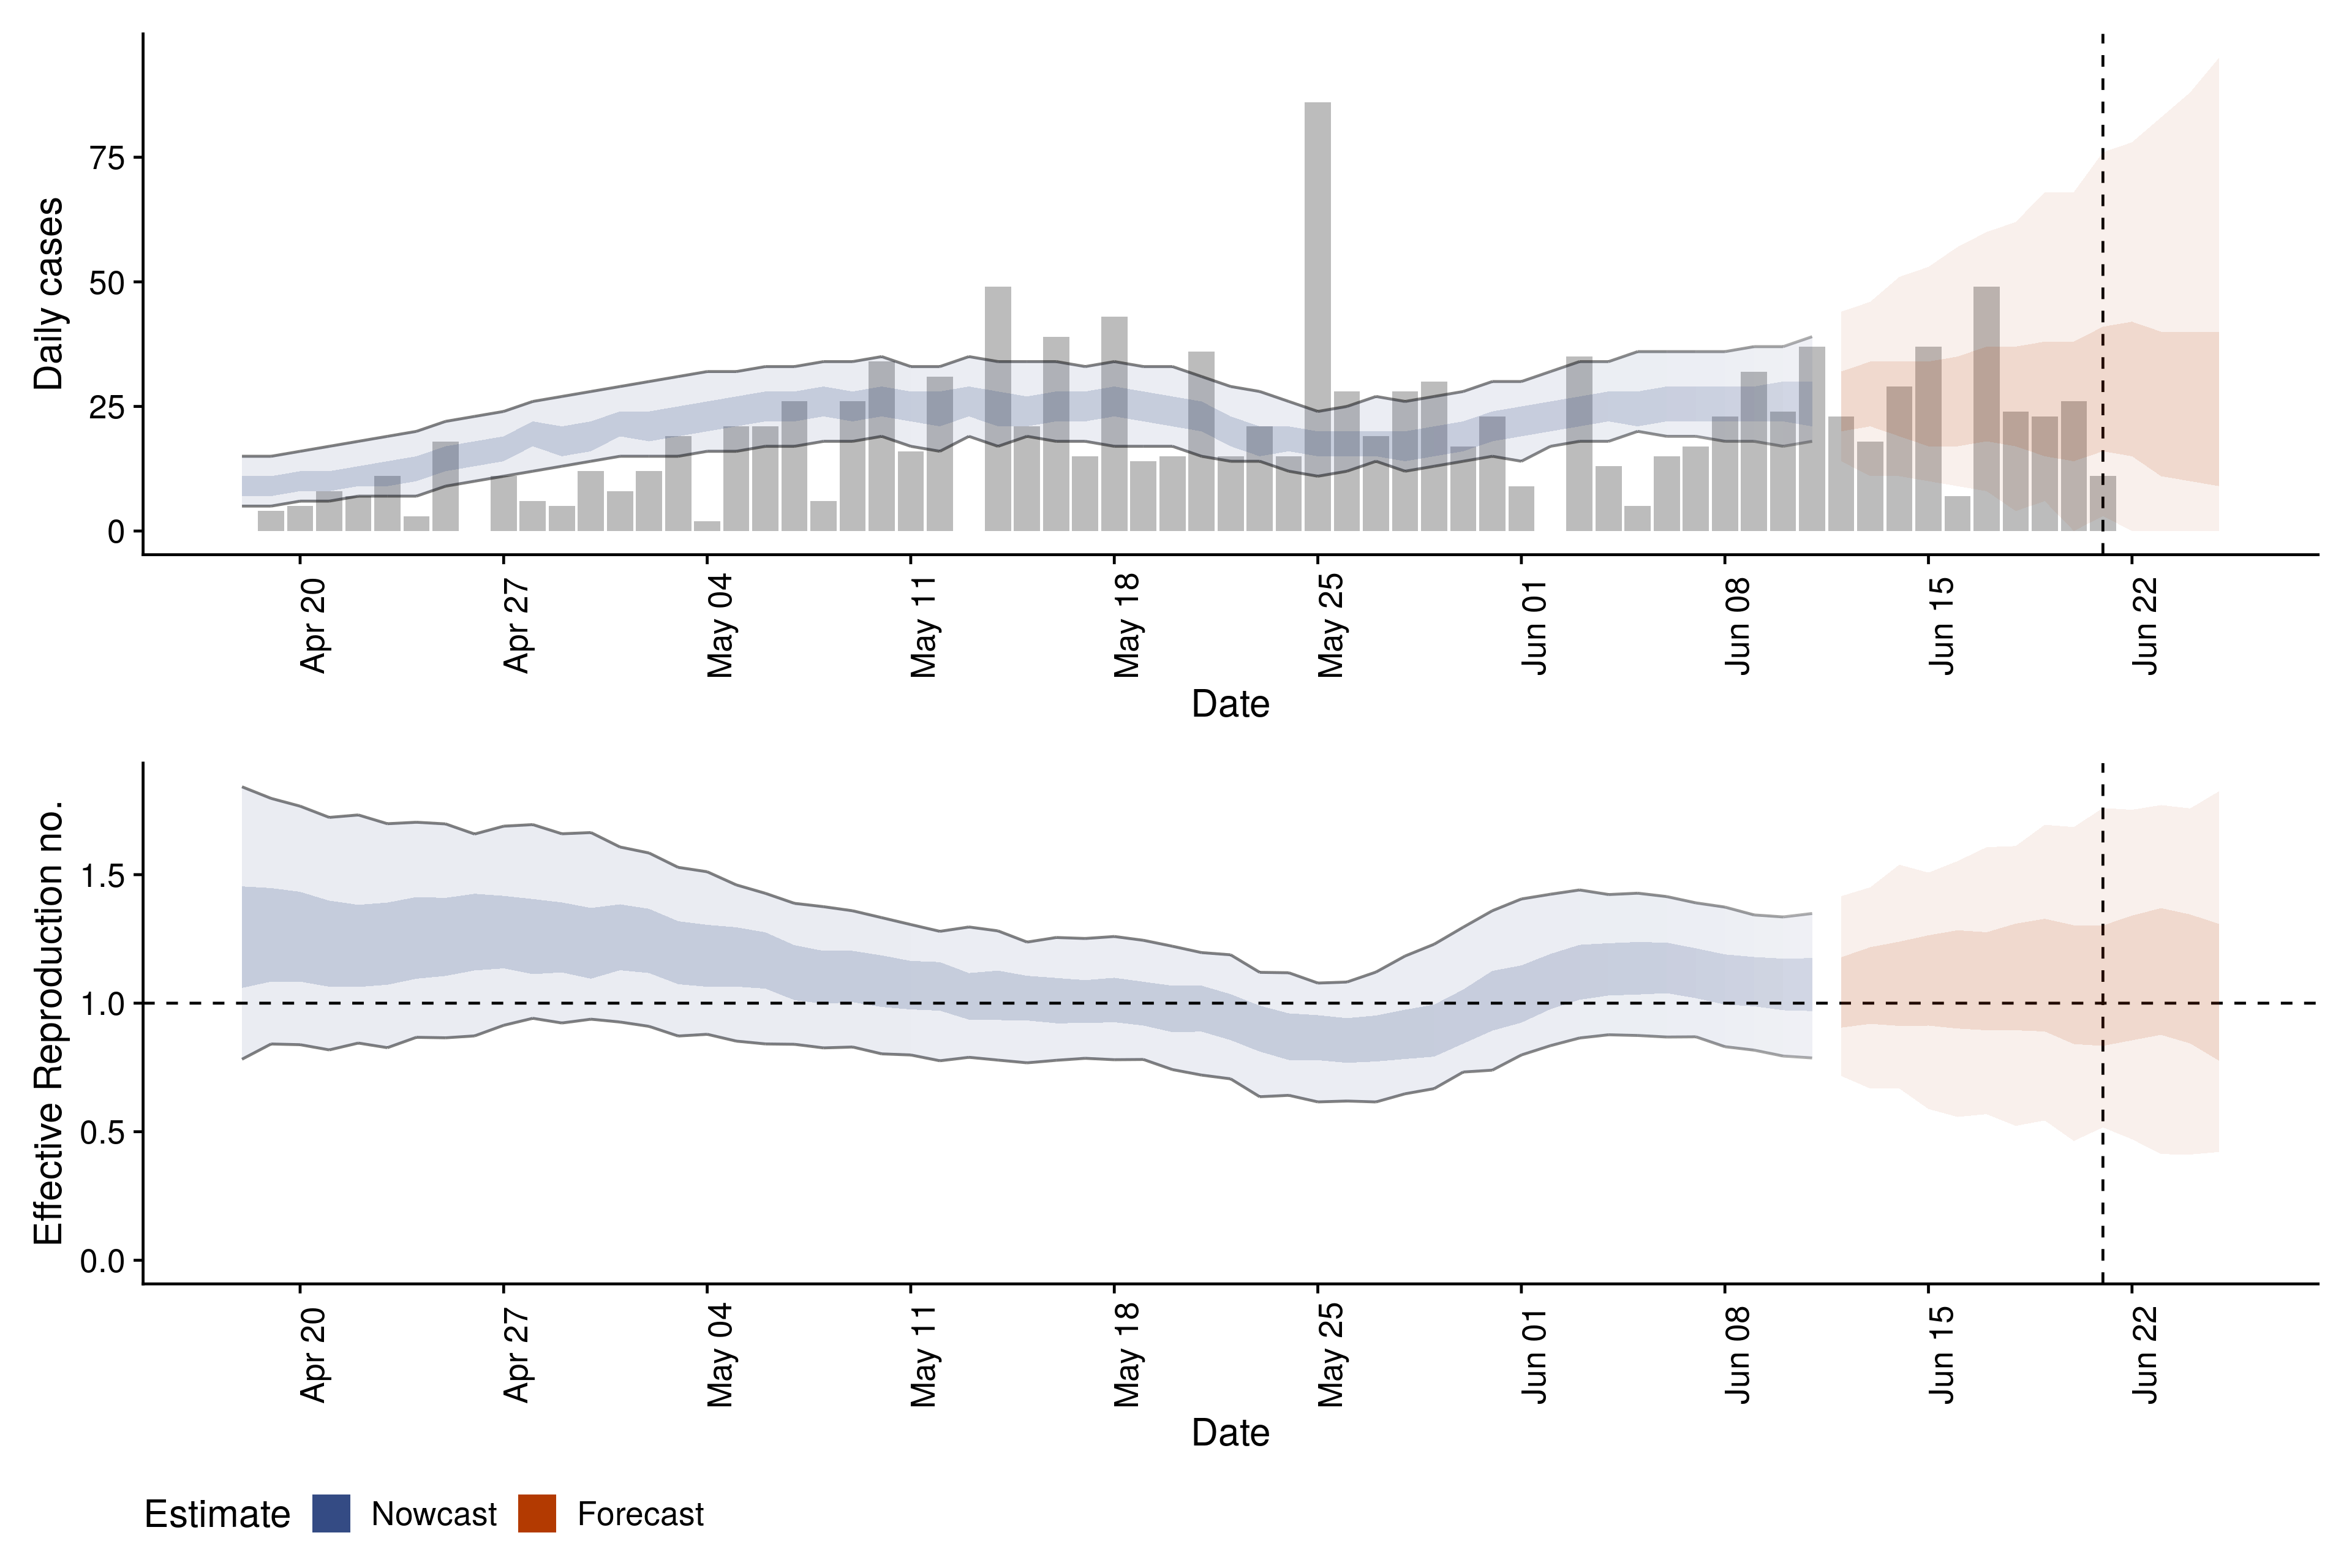 Daily cases
75
50
25
0
Apr 20
Apr 27
May 04
May 11
May 18
May 25
Jun 01
Jun 08
Jun 15
Jun 22
Date
Effective Reproduction no.
1.5
1.0
0.5
0.0
Apr 20
Apr 27
May 04
May 11
May 18
May 25
Jun 01
Jun 08
Jun 15
Jun 22
Date
Estimate Nowcast Forecast